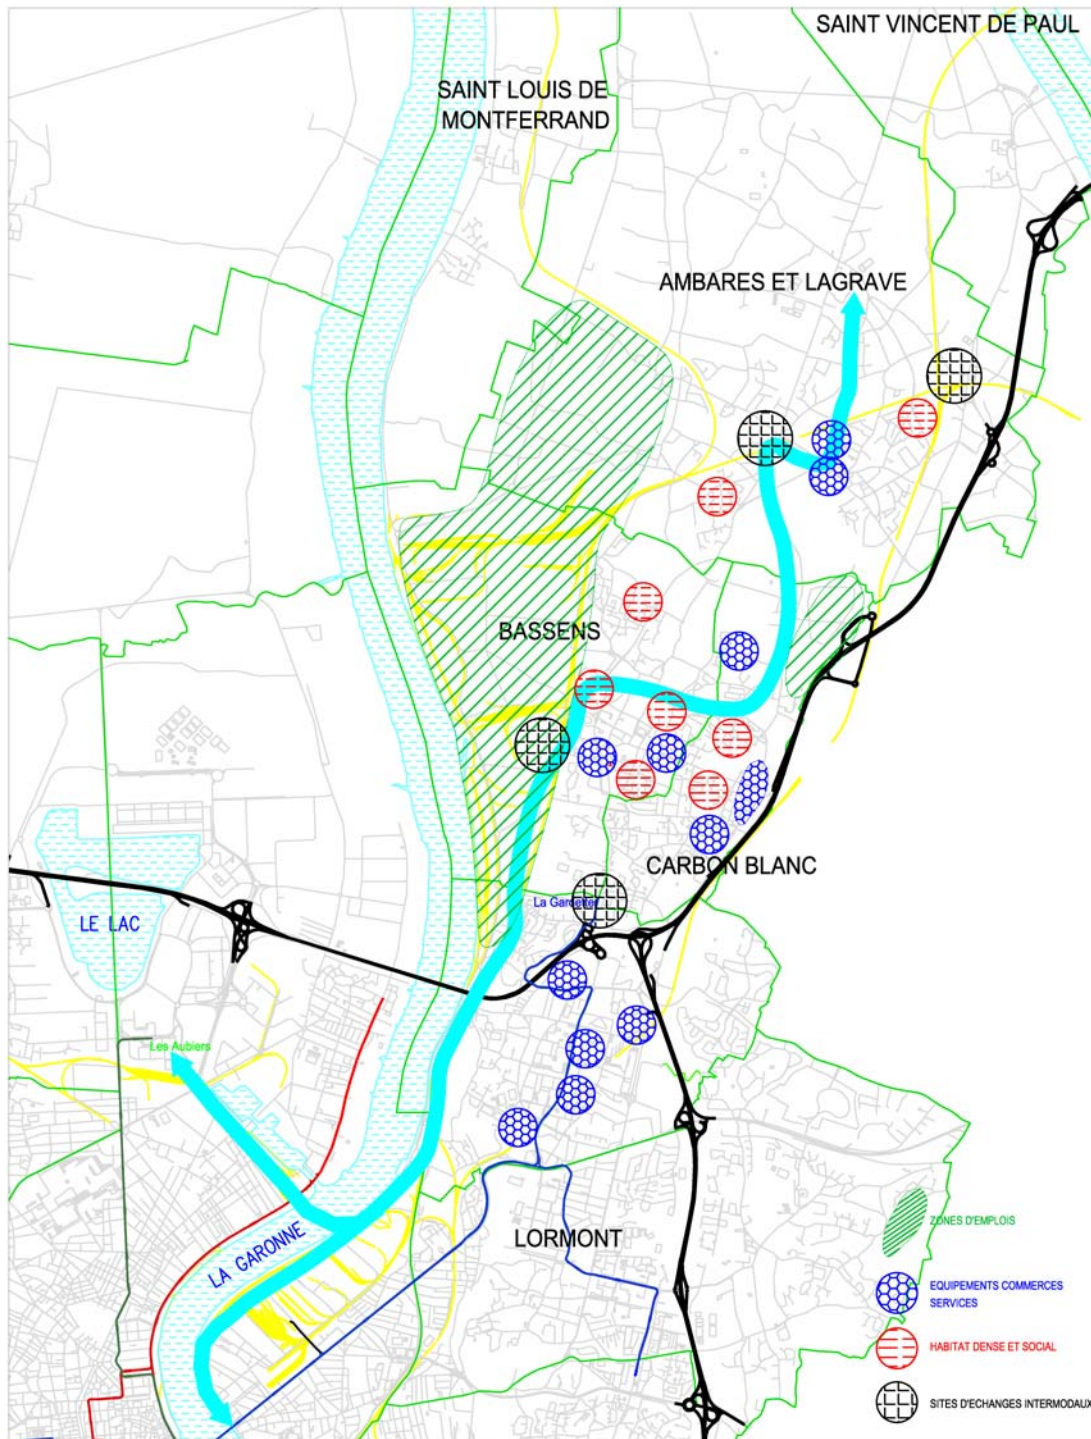 SAINT VINCENT DE PAUL
SAINT LOUIS DE
MONTFERRAND
AMBARES ET LAGRAVE
BASSENS
CARBON BLANC
La Gardette
LE LAC
Les Aubiers
LA GARONNE
LORMONT
ZONES D'EMPLOIS
EQUIPEMENTS COMMERCES
SERVICES
HABITAT DENSE ET SOCIAL
SITES D'ECHANGES INTERMODAUX